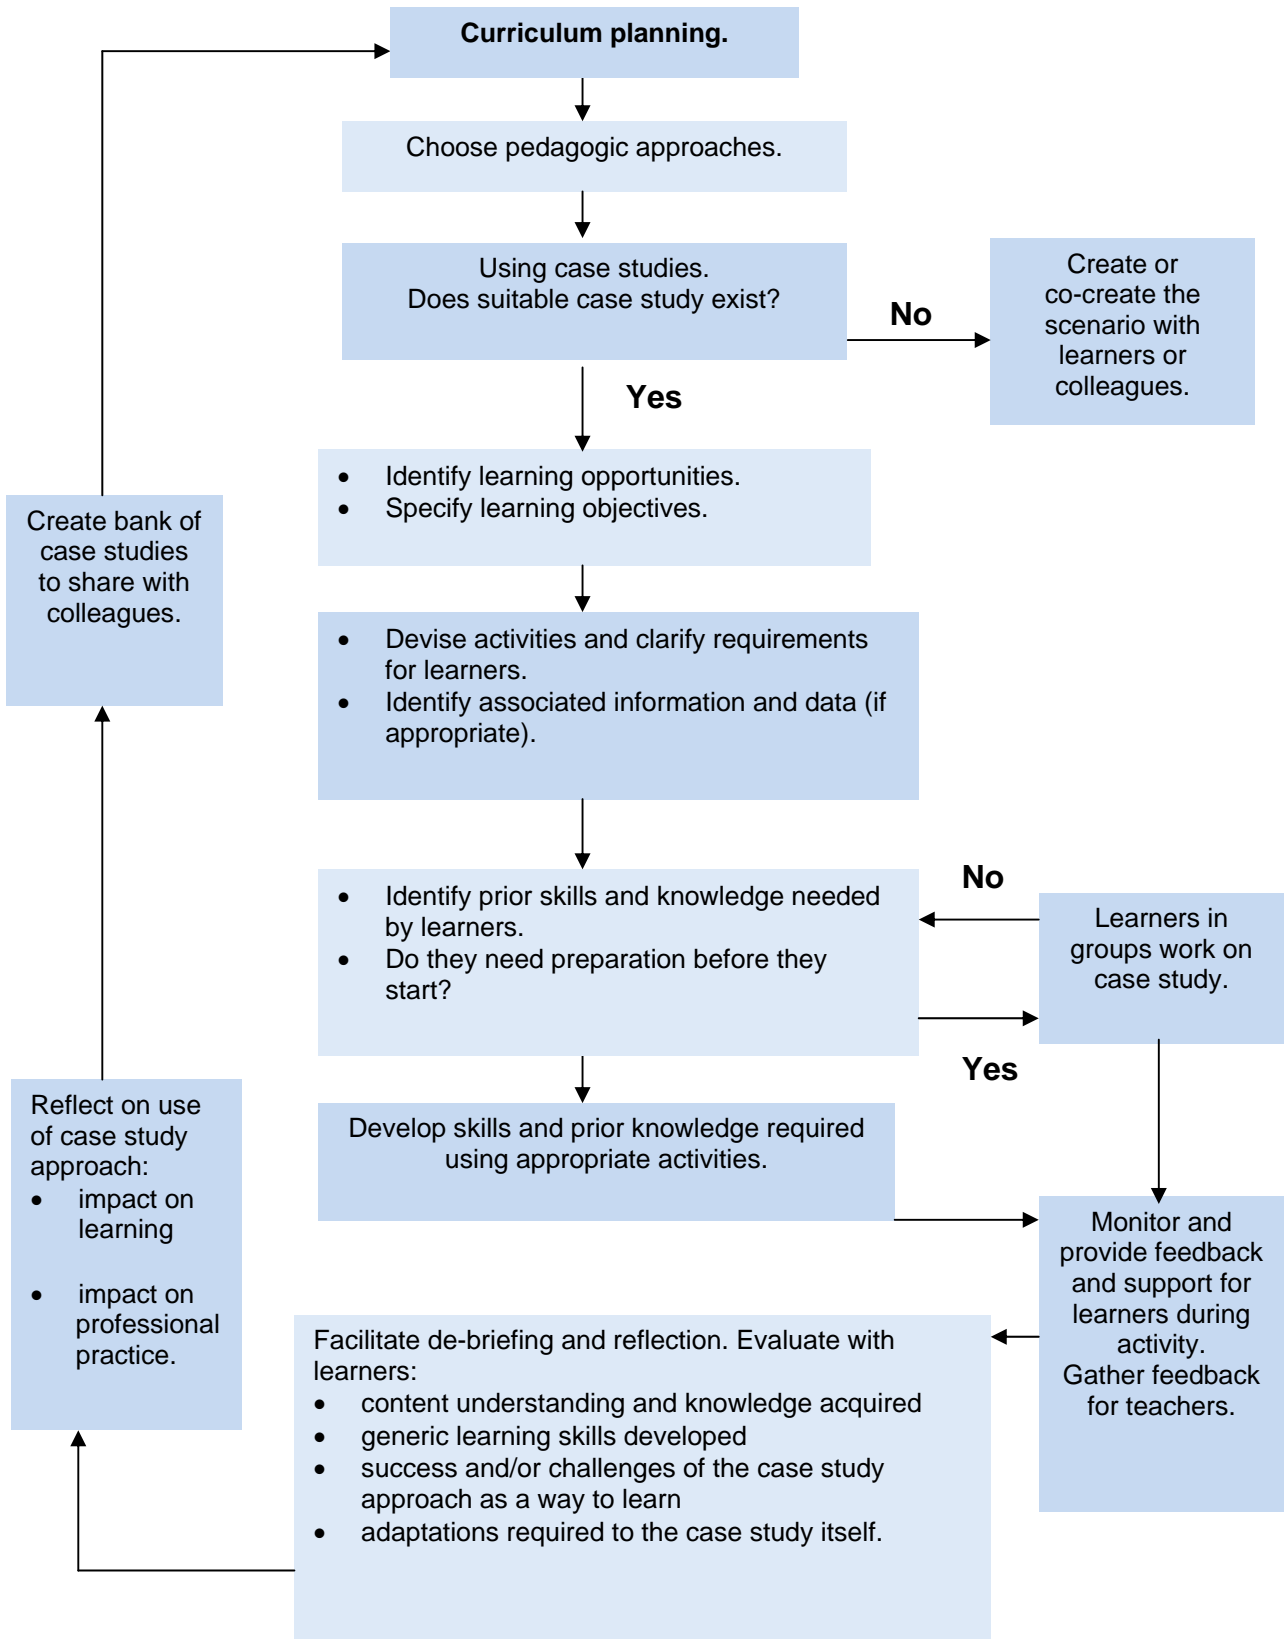 Curriculum planning.
Choose pedagogic approaches.
Using case studies.
Does suitable case study exist?
No
Create or
co-create the
scenario with
learners or
colleagues.
Yes
• Identify learning opportunities.
• Specify learning objectives.
Create bank of
case studies
to share with
colleagues.
• Devise activities and clarify requirements
for learners.
• Identify associated information and data (if
appropriate).
• Identify prior skills and knowledge needed
by learners.
• Do they need preparation before they
start?
No
Learners in
groups work on
case study.
Yes
Develop skills and prior knowledge required
using appropriate activities.
Reflect on use
of case study
approach:
• impact on
learning
• impact on
professional
practice.
Monitor and
provide feedback
and support for
learners during
activity.
Gather feedback
for teachers.
Facilitate de-briefing and reflection. Evaluate with
learners:
• content understanding and knowledge acquired
• generic learning skills developed
• success and/or challenges of the case study
approach as a way to learn
• adaptations required to the case study itself.